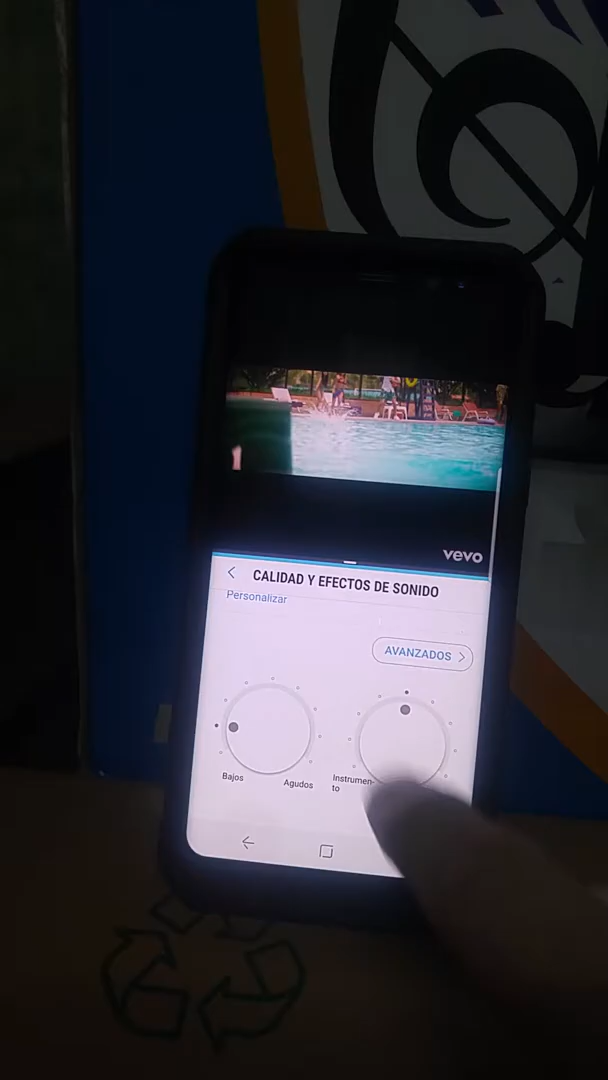 vevo
CALIDAD Y EFECTOS DE SONIDO
Personalizar
AVANZADOS
Bajos
Agudos
Instrumen-
to